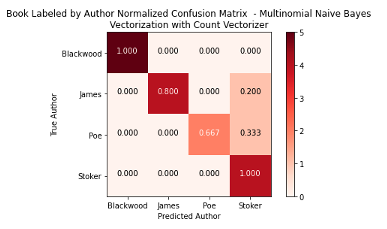 Book Labeled by Author Normalized Confusion Matrix - Multinomial Naive Bayes
Vectorization with Count Vectorizer
Blackwood 1.000 0.000 0.000 0.000
James 0.000 0.800 0.000 0.200
Poe 0.000 0.000 0.667 0.333
Stoker 0.000 0.000 0.000 1.000
Blackwood James Poe Stoker
Predicted Author
True Author
5
4
3
2
1
0